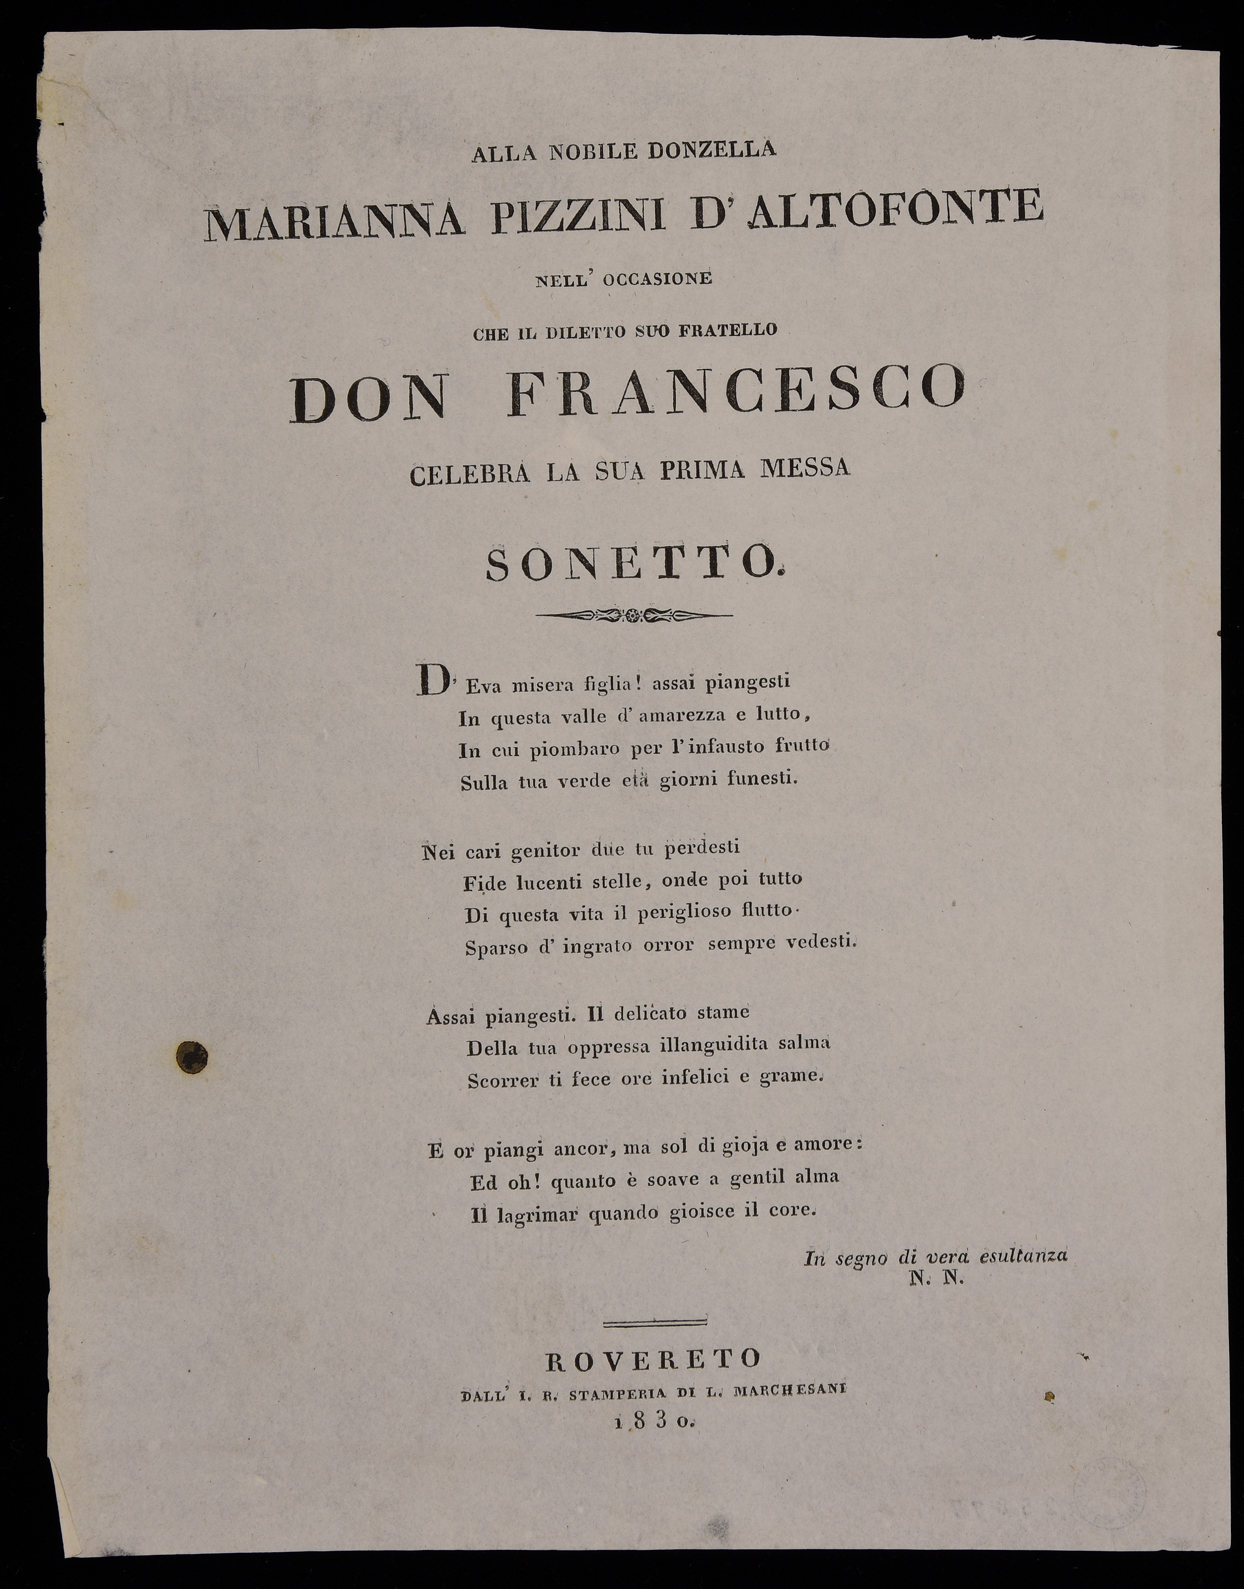 ALLA NOBILE DONZELLA
MARIANNA PIZZINI D' ALTOFONTE
NELL' OCCASIONE
CHE IL DILETTO SUO FRATELLO
DON FRANCESCO
CELEBRA LA SUA PRIMA MESSA
SONETTO.
D' Eva misera figlia! assai piangesti
In questa valle d' amarezza e lutto,
In cui piombaro per l' infausto frutto
Sulla tua verde età giorni funesti.
Nei cari genitor due tu perdesti
Fide lucenti stelle, onde poi tutto
Di questa vita il periglioso flutto
Sparso d' ingrato orror sempre vedesti.
Assai piangesti. Il delicato stame
Della tua oppressa illanguidita salma
Scorrer ti fece ore infelici e grame.
E or piangi ancor, ma sol di gioja e amore:
Ed oh! quanto è soave a gentil alma
Il lagrimar quando gioisce il core.
In segno di vera esultanza
N. N.
ROVERETO
DALL' I. R. STAMPERIA DI L. MARCHESANI
1830.